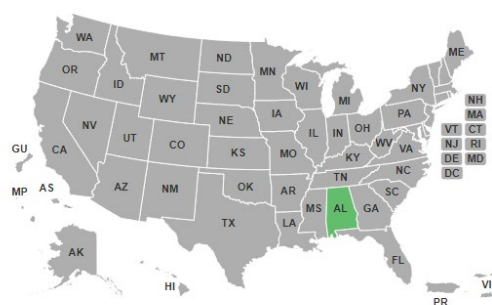 WA
ME
MT
ND
MN
OR
NY
ID
SD
WI
MI
NH
WY
MA
IA
PA
NE
VT CT
NV
IL
IN
OH
NJ RI
UT
CO
WV
VA
DE MD
GU
CA
KS
MO
KY
DC
NC
TN
MP
AS
AZ
NM
OK
AR
SC
MS
AL
GA
TX
LA
AK
FL
HI
VI
PR